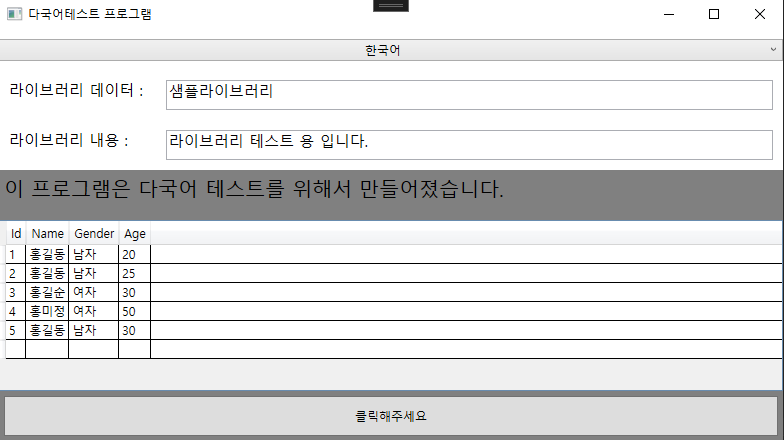 다국어테스트 프로그램
한국어
라이브러리 데이터 : 샘플라이브러리
라이브러리 내용 : 라이브러리 테스트 용 입니다.
이 프로그램은 다국어 테스트를 위해서 만들어졌습니다.
Id Name Gender Age
1 홍길동 남자 20
2 홍길동 남자 25
3 홍길순 여자 30
4 홍미정 여자 50
5 홍길동 남자 30
클릭해주세요